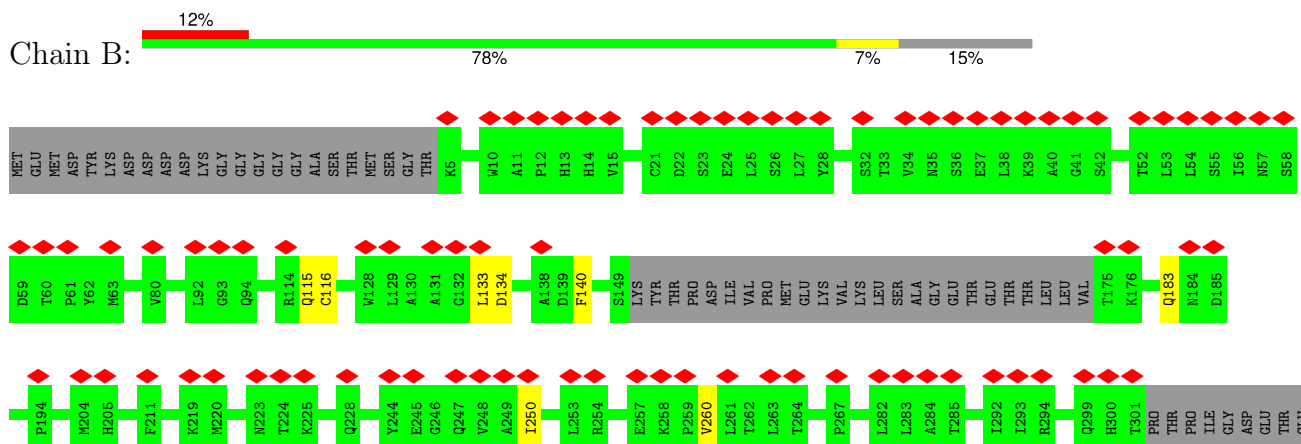 12%
Chain B:
78% 7% 15%
MET GLU MET ASP TYR LYS ASP ASP ASP ASP LYS GLY GLY GLY GLY GLY ALA SER THR MET SER GLY THR K5 W10 A11 P12 H13 H14 V15 C21 D22 S23 E24 L25 S26 L27 Y28 S32 T33 V34 N35 S36 E37 L38 K39 A40 G41 S42 T52 L53 L54 S55 I56 N57 S58
D59 T60 P61 Y62 M63 V80 L92 G93 Q94 R114 Q115 C116 W128 L129 A130 A131 G132 L133 D134 A138 D139 F140 S149 LYS TYR THR PRO ASP ILE VAL PRO MET GLU LYS VAL LYS LEU SER ALA GLY GLU THR GLU THR THR LEU LEU VAL T175 K176 Q183 N184 D185
P194 M204 H205 F211 K219 M220 N223 T224 K225 Q228 Y244 E245 G246 Q247 V248 A249 I250 L253 R254 E257 K258 P259 V260 L261 T262 L263 T264 P267 L282 L283 A284 T285 I292 I293 R294 Q299 H300 T301 PRO THR PRO ILE GLY ASP GLU THR GLU